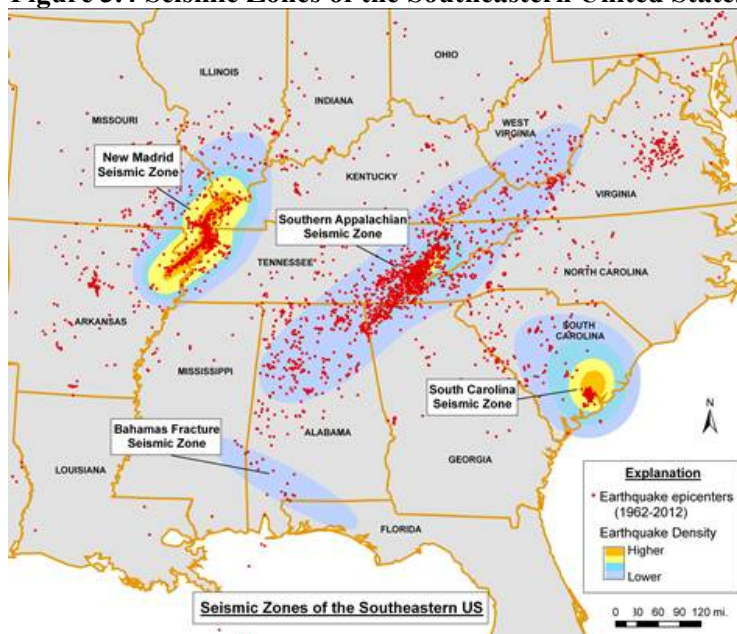 Figure 3.4 Seismic Zones of the Southeastern United States
OHIO
ILLINOIS
INDIANA
MISSOURI
WEST
VIRGINIA
New Madrid
Seismic Zone
KENTUCKY
VIRGINIA
Southern Appalachian
Seismic Zone
TENNESSEE
NORTH CAROLINA
ARKANSAS
SOUTH
CAROLINA
MISSISSIPPI
South Carolina
Seismic Zone
N
Bahamas Fracture
Seismic Zone
ALABAMA
GEORGIA
LOUISIANA
Explanation
Earthquake epicenters
(1962-2012)
Earthquake Density
Higher
Lower
FLORIDA
Seismic Zones of the Southeastern US
0 30 60 90 120 mi.